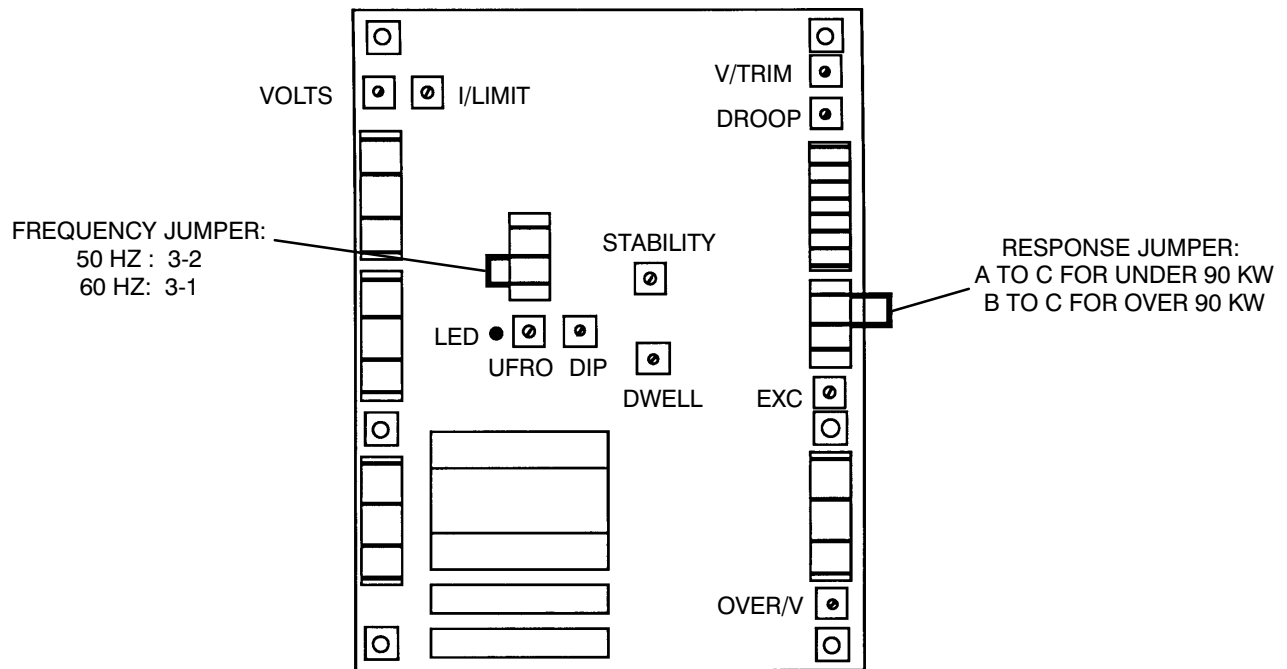 V/TRIM
VOLTS
I/LIMIT
DROOP
FREQUENCY JUMPER:
50 HZ : 3-2
60 HZ: 3-1
STABILITY
RESPONSE JUMPER:
A TO C FOR UNDER 90 KW
B TO C FOR OVER 90 KW
LED
UFRO
DIP
DWELL
EXC
OVER/V